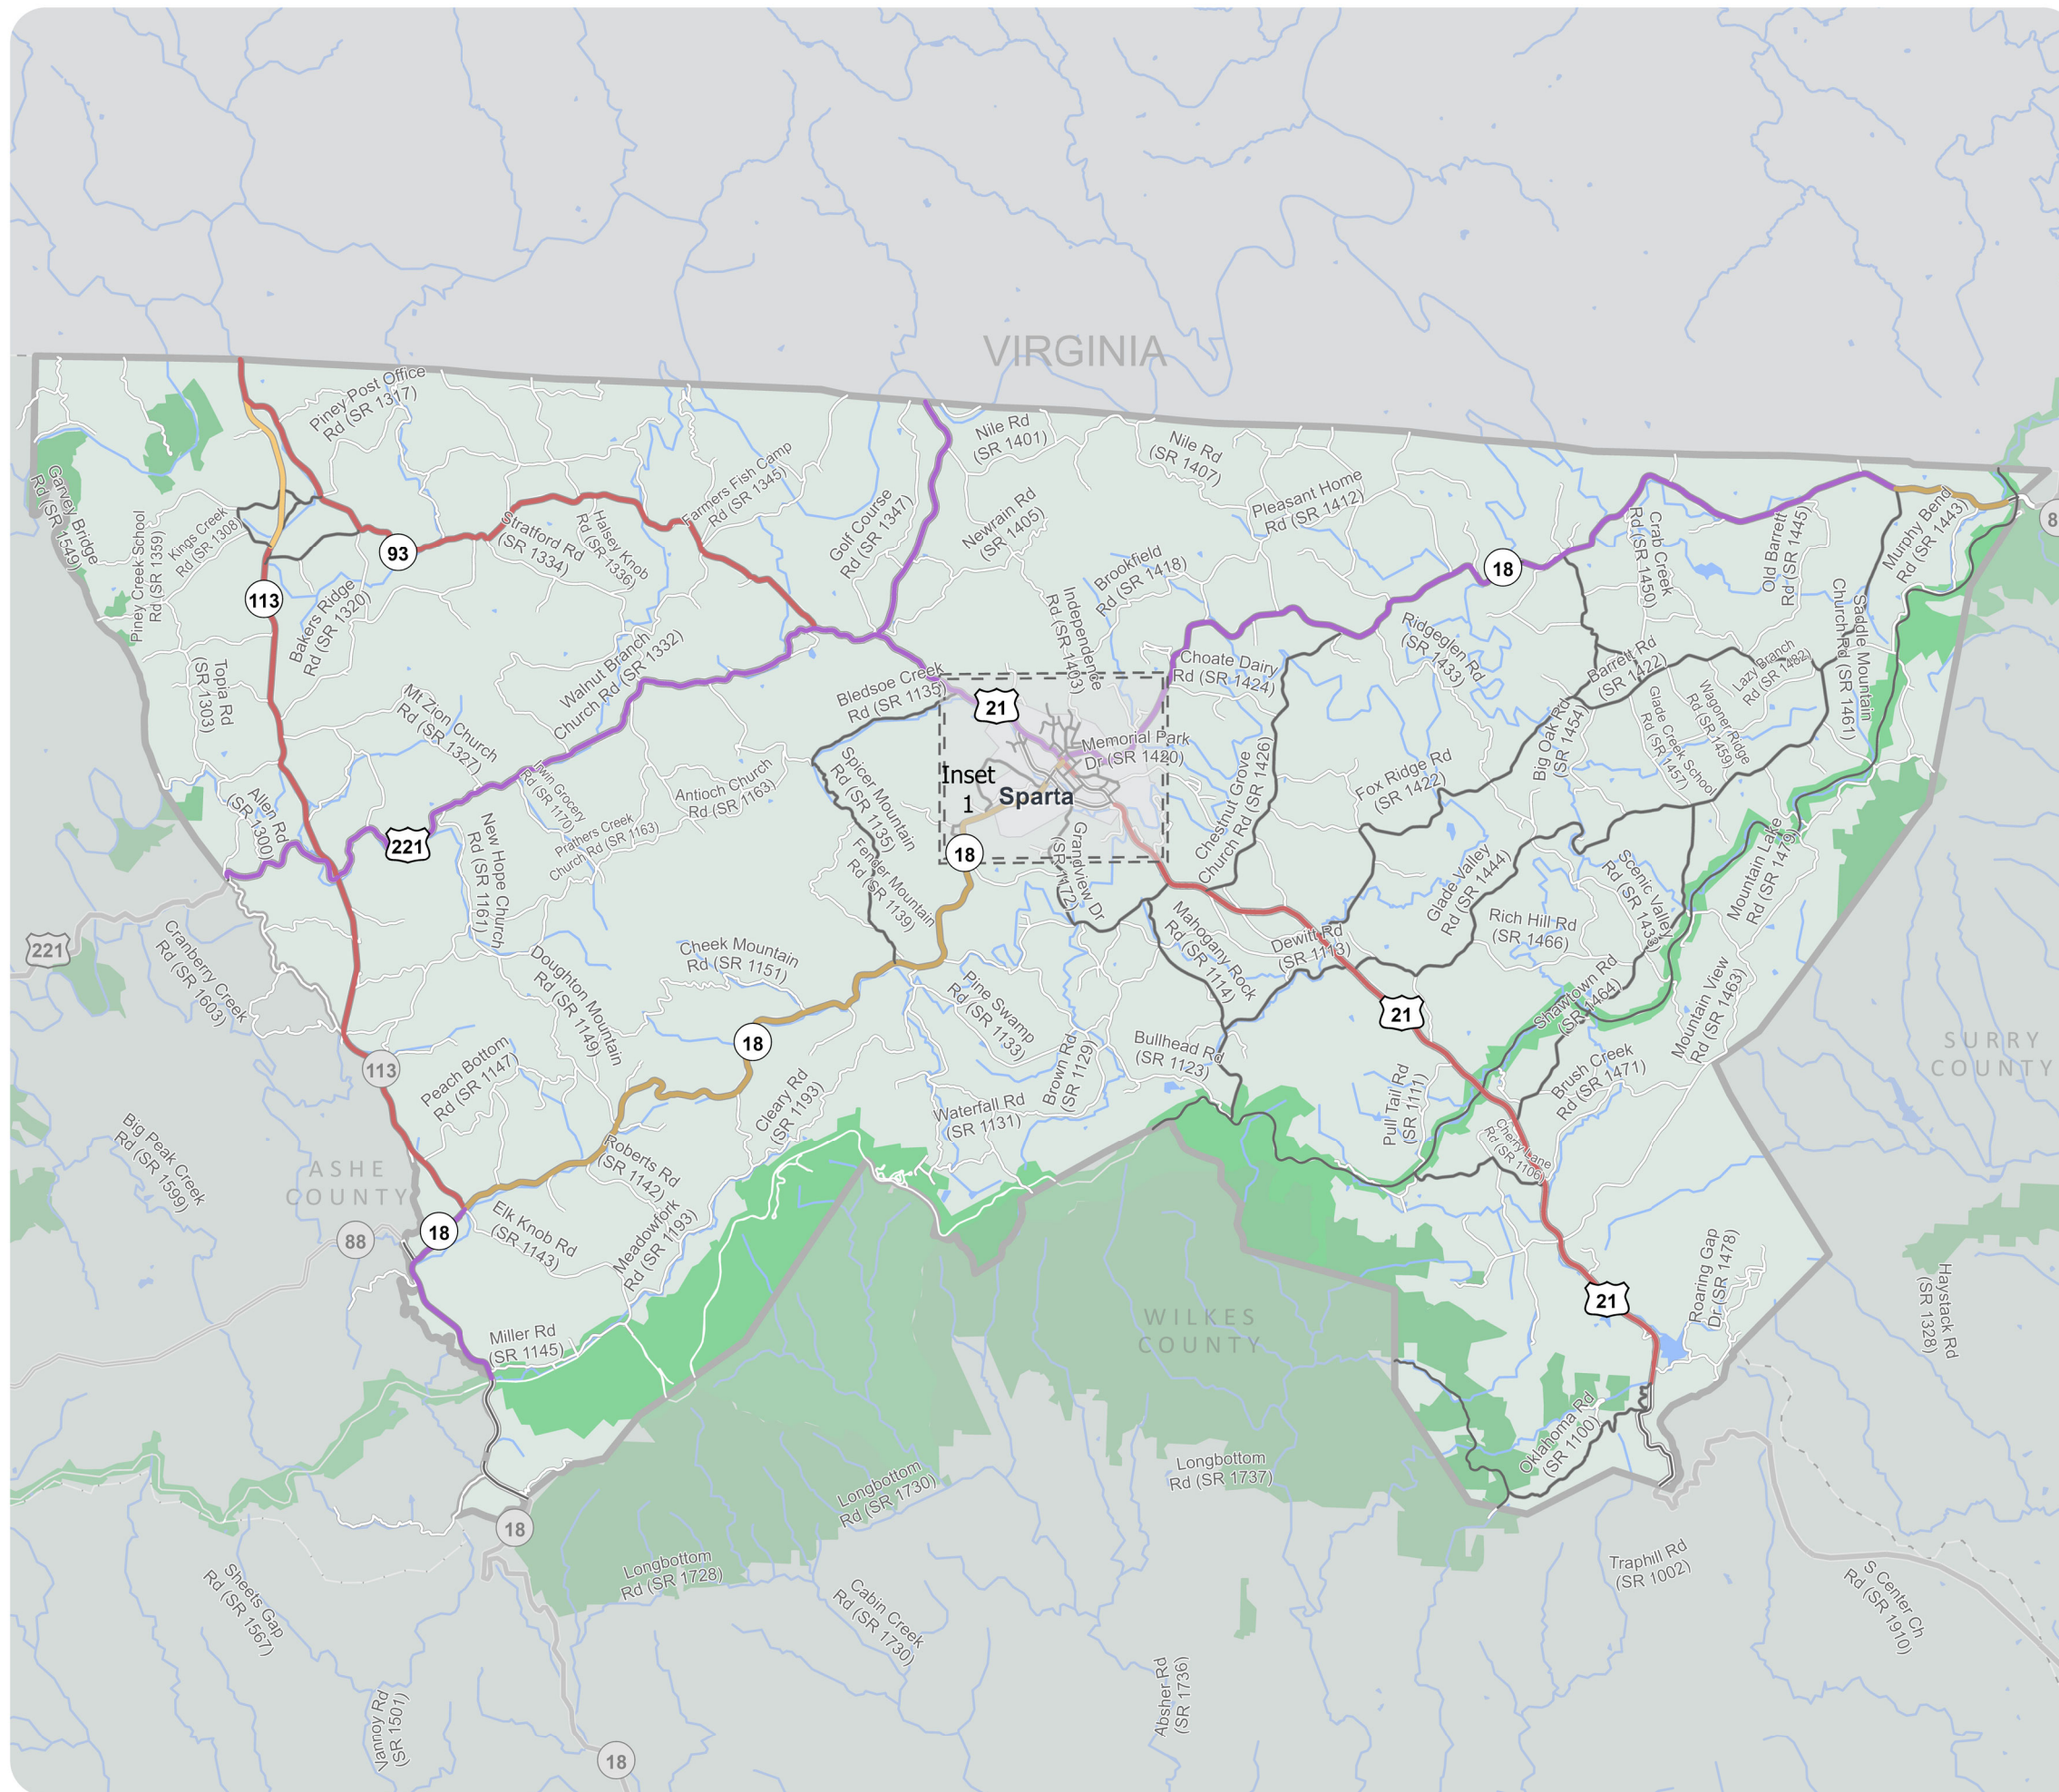 VIRGINIA
Piney Post Office
Rd (SR 1317)
Nile Rd
(SR 1401)
Nile Rd
(SR 1407)
Farmers Fish Camp
Rd (SR 1345)
Golf Course
Rd (SR 1347)
Newrain Rd
(SR 1405)
Pleasant Home
Rd (SR 1412)
Garvey Bridge
Rd (SR 1549)
Piney Creek School
Rd (SR 1359)
Kings Creek
Rd (SR 1308)
93
Stratford Rd
(SR 1334)
Halsey Knob
Rd (SR 1336)
113
Bakers Ridge
Rd (SR 1320)
Brookfield
Rd (SR 1418)
Independence
Rd (SR 1403)
18
Crab Creek
Rd (SR 1450)
Old Barrett
Rd (SR 1445)
Murphy Bend
Rd (SR 1443)
8
Saddle Mountain
Church Rd (SR 1461)
Ridgeglen Rd
(SR 1433)
Barrett Rd
(SR 1422)
Lazy Branch
Rd (SR 1482)
Wagoner Ridge
Rd (SR 1459)
Glade Creek School
Rd (SR 1457)
Topia Rd
(SR 1303)
Walnut Branch
Church Rd (SR 1332)
Mt Zion Church
Rd (SR 1327)
Bledsoe Creek
Rd (SR 1135)
21
Choate Dairy
Rd (SR 1424)
Memorial Park
Dr (SR 1420)
Inset
1
Sparta
Big Oak Rd
(SR 1454)
Fox Ridge Rd
(SR 1422)
Chestnut Grove
Church Rd (SR 1426)
Allen Rd
(SR 1300)
221
Irwin Grocery
Rd (SR 1170)
Prathers Creek
Church Rd (SR 1163)
Antioch Church
Rd (SR 1163)
Spicer Mountain
Rd (SR 1135)
Fender Mountain
Rd (SR 1139)
18
Grandview Dr
(SR 1172)
New Hope Church
Rd (SR 1161)
Glade Valley
Rd (SR 1444)
Rich Hill Rd
(SR 1466)
Scenic Valley
Rd (SR 1436)
Mountain Lake
Rd (SR 1479)
221
Cranberry Creek
Rd (SR 1603)
Doughton Mountain
Rd (SR 1149)
Cheek Mountain
Rd (SR 1151)
Mahogany Rock
Rd (SR 1114)
Dewitt Rd
(SR 1113)
21
Shawtown Rd
(SR 1464)
Mountain View
Rd (SR 1463)
SURRY
COUNTY
Pine Swamp
Rd (SR 1133)
18
113
Peach Bottom
Rd (SR 1147)
Cleary Rd
(SR 1193)
Brown Rd
(SR 1129)
Bullhead Rd
(SR 1123)
Waterfall Rd
(SR 1131)
Pull Tail Rd
(SR 1111)
Brush Creek
Rd (SR 1471)
Cherry Lane
Rd (SR 1106)
Big Peak Creek
Rd (SR 1599)
ASHE
COUNTY
88
18
Elk Knob Rd
(SR 1143)
Roberts Rd
(SR 1142)
Meadowfork
Rd (SR 1193)
Miller Rd
(SR 1145)
WILKES
COUNTY
21
Roaring Gap
Dr (SR 1478)
Haystack Rd
(SR 1328)
Oklahoma Rd
(SR 1100)
Longbottom
Rd (SR 1730)
Longbottom
Rd (SR 1737)
18
Longbottom
Rd (SR 1728)
Sheets Gap
Rd (SR 1567)
Cabin Creek
Rd (SR 1730)
Traphill Rd
(SR 1002)
S Center Ch
Rd (SR 1910)
Vannoy Rd
(SR 1501)
Absher Rd
(SR 1736)
18